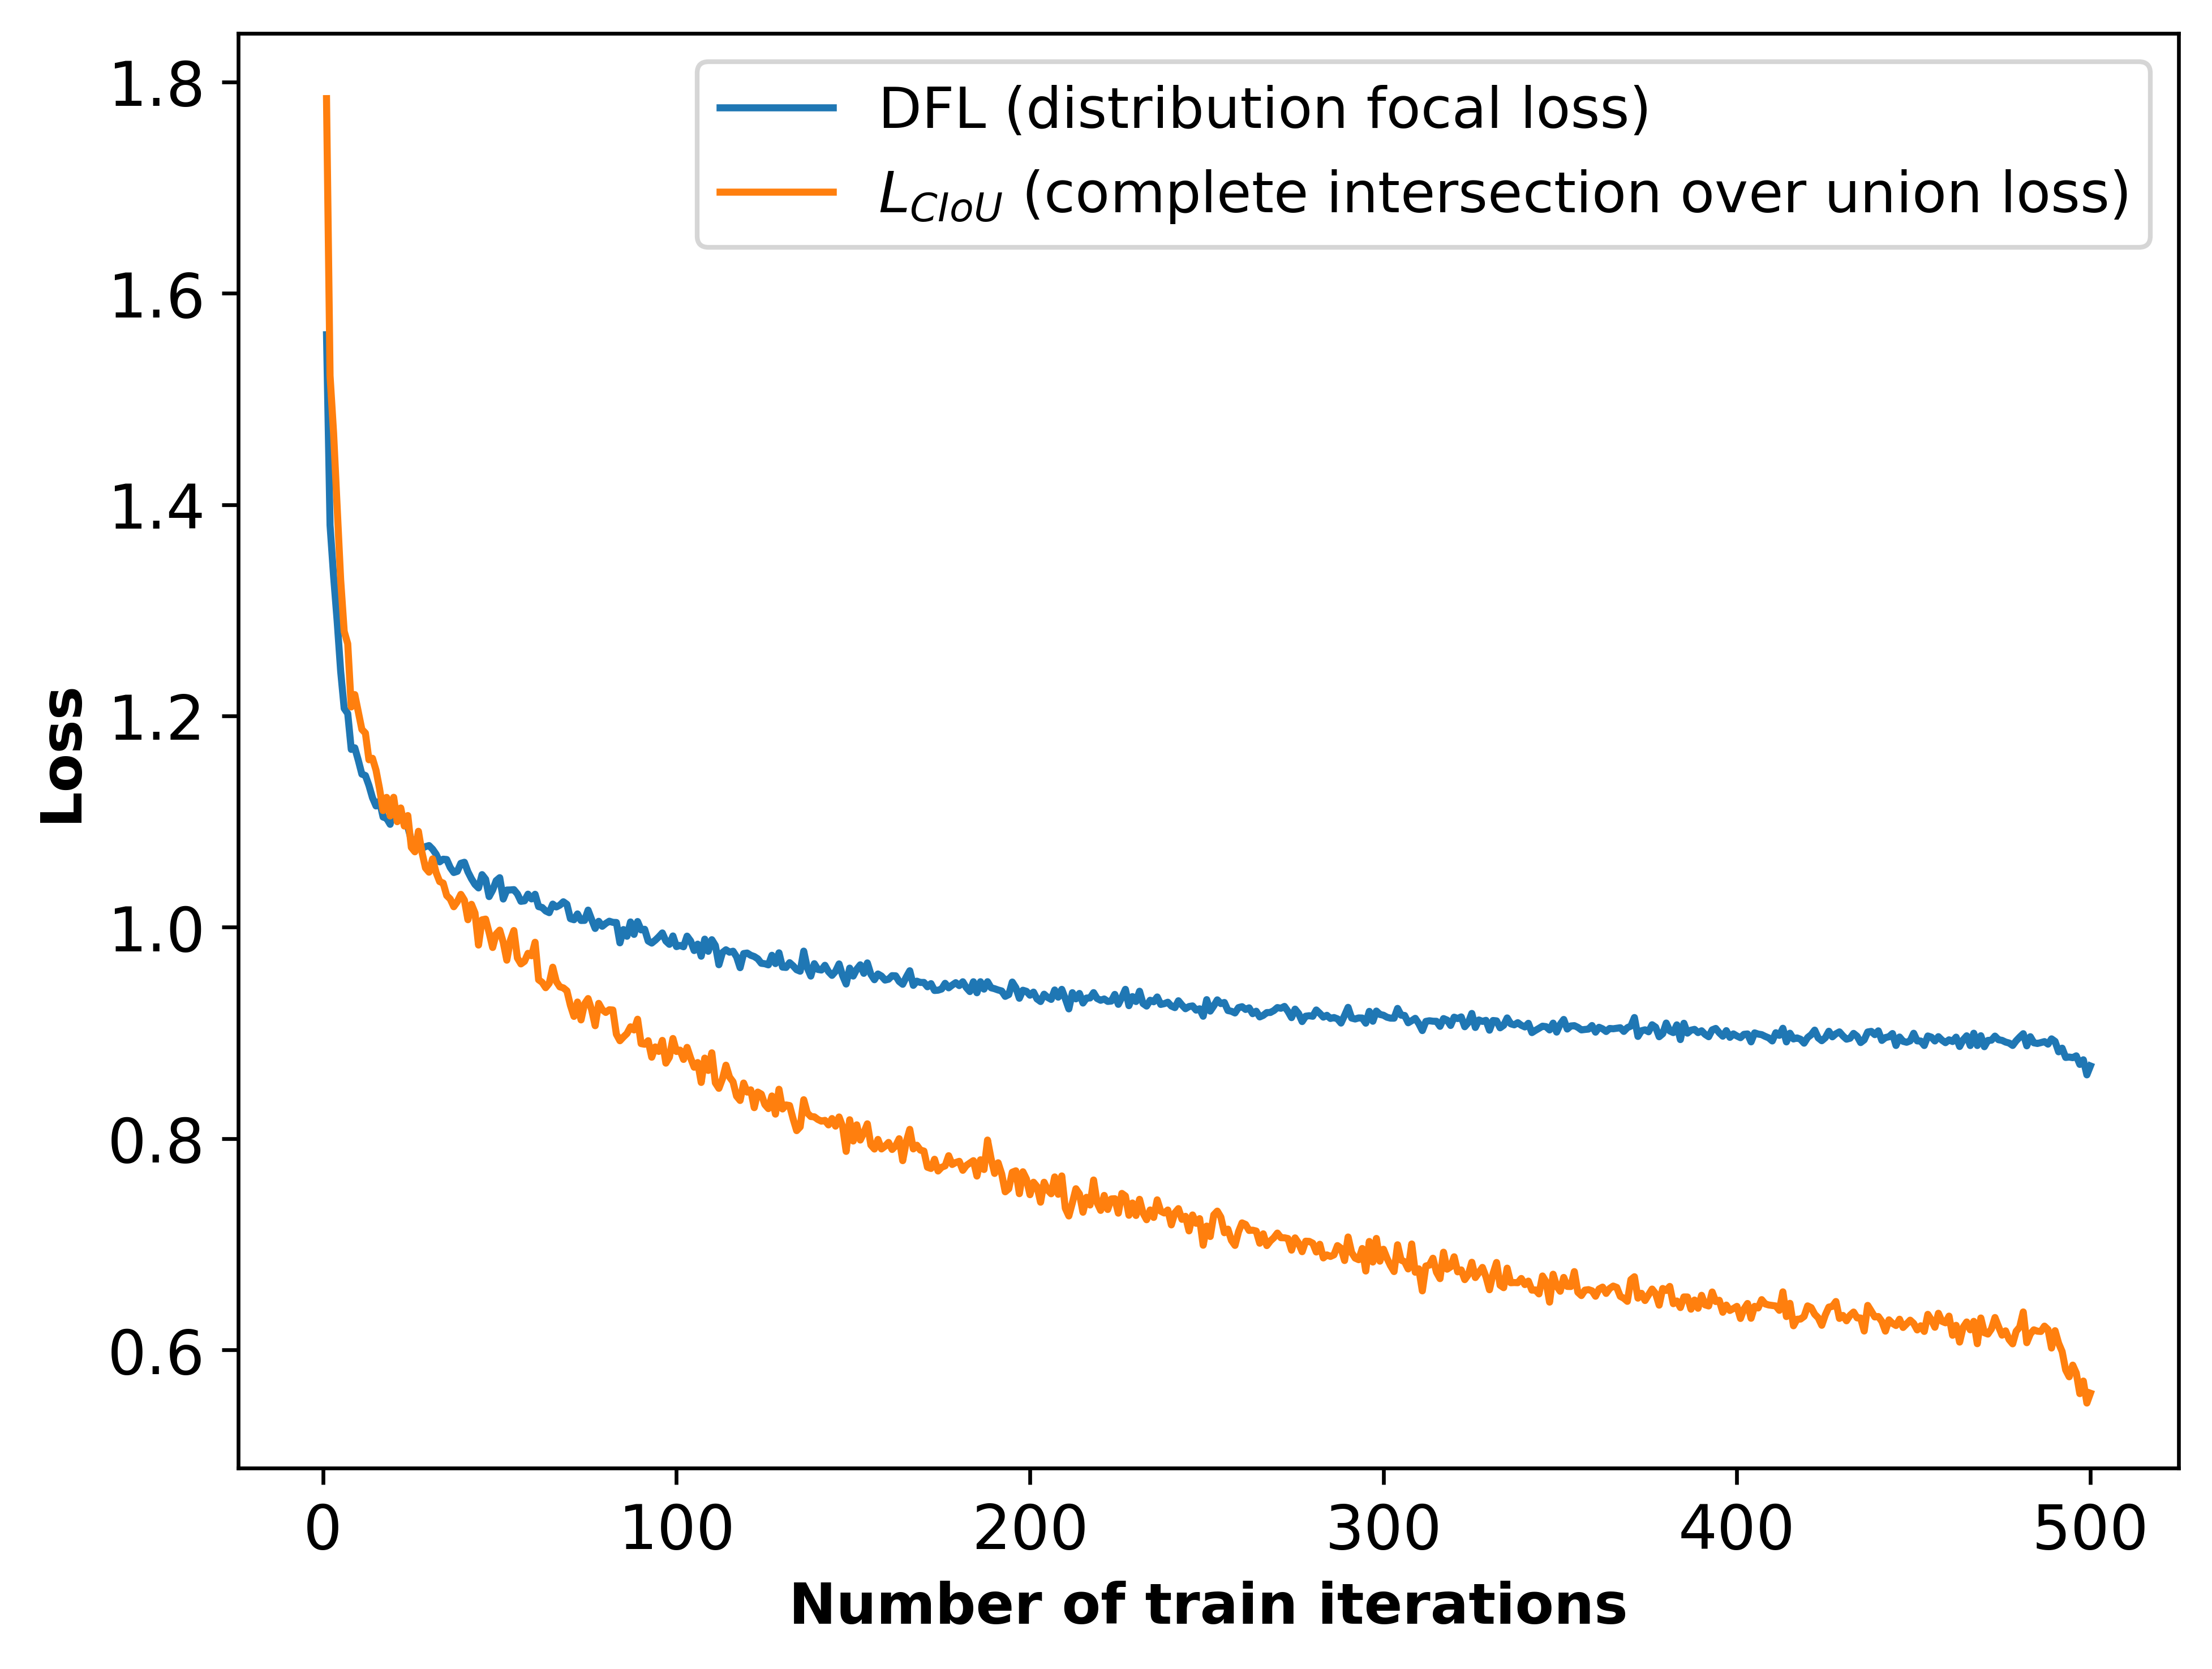 DFL (distribution focal loss)
L_CIoU (complete intersection over union loss)
1.8
1.6
1.4
1.2
1.0
0.8
0.6
Loss
0 100 200 300 400 500
Number of train iterations